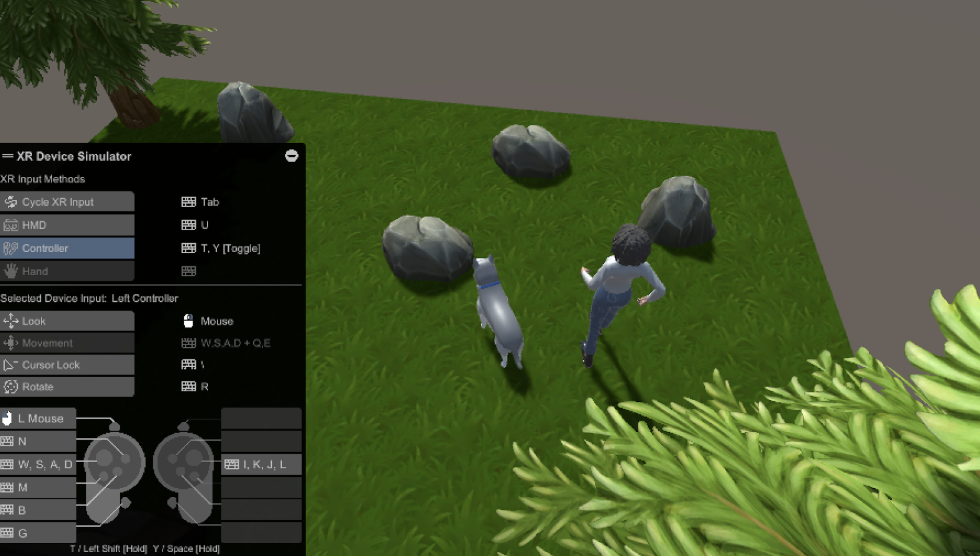 XR Device Simulator
XR Input Methods
Cycle XR Input Tab
HMD U
Controller T, Y [Toggle]
Hand
Selected Device Input: Left Controller
Look Mouse
Movement W,S,A,D + Q,E
Cursor Lock \
Rotate R
L Mouse
N
W, S, A, D I, K, J, L
M
B
G
T / Left Shift [Hold] Y / Space [Hold]